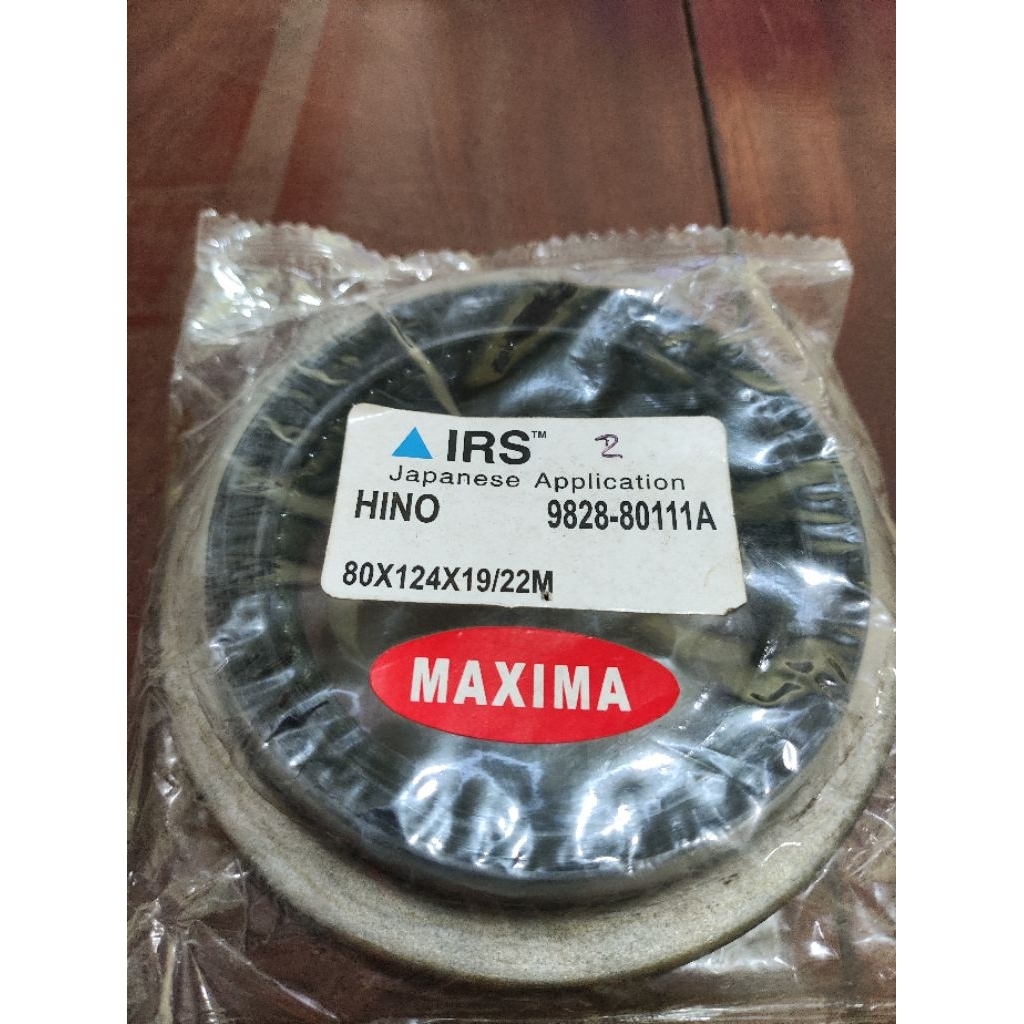 IRS™ 2
Japanese Application
HINO 9828-80111A
80X124X19/22M
MAXIMA